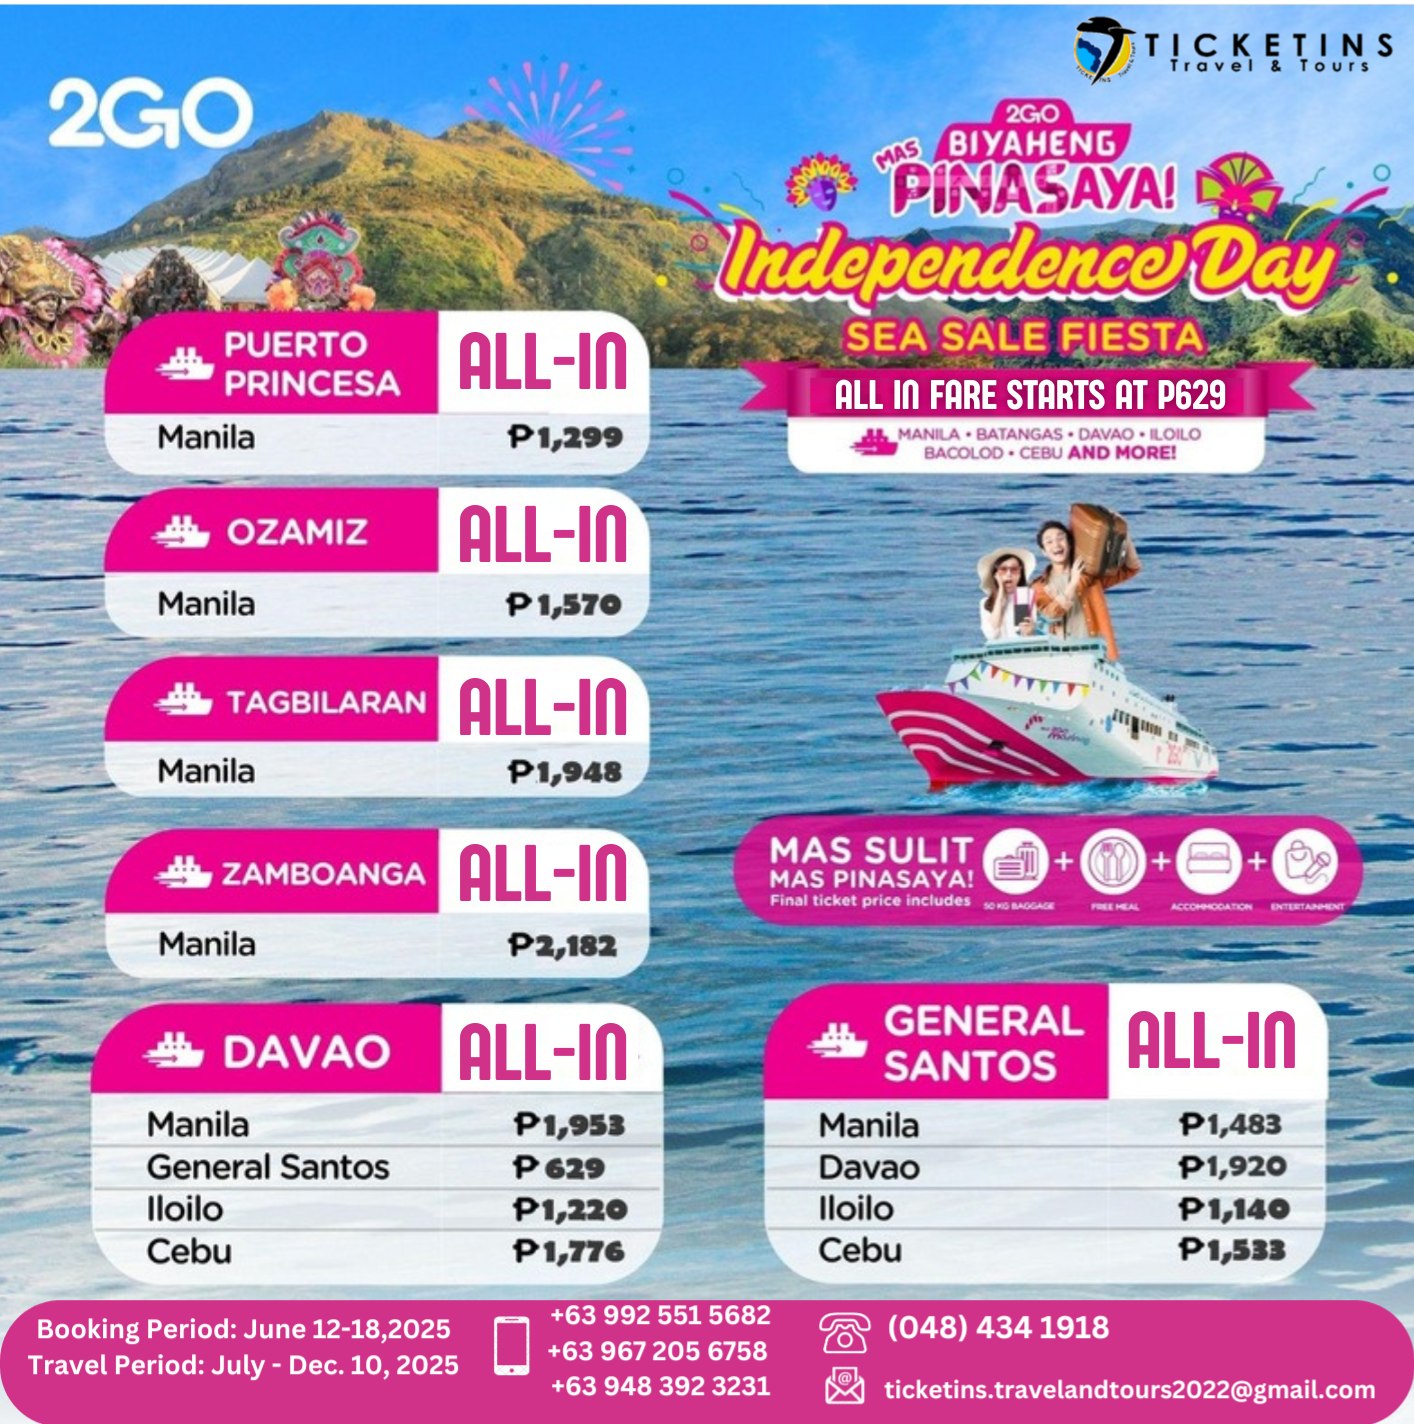 TICKETINS
Travel & Tours
2GO
2GO
BIYAHENG
MAS
PINASAYA!
Independence Day
SEA SALE FIESTA
ALL IN FARE STARTS AT P629
MANILA • BATANGAS • DAVAO • ILOILO
BACOLOD • CEBU AND MORE!
PUERTO
PRINCESA
ALL-IN
Manila ₱1,299
OZAMIZ ALL-IN
Manila ₱1,570
TAGBILARAN ALL-IN
Manila ₱1,948
ZAMBOANGA ALL-IN
Manila ₱2,182
MAS SULIT
MAS PINASAYA!
Final ticket price includes
50 KG BAGGAGE + FREE MEAL + ACCOMMODATION + ENTERTAINMENT
DAVAO ALL-IN
Manila ₱1,953
General Santos ₱629
Iloilo ₱1,220
Cebu ₱1,776
GENERAL
SANTOS
ALL-IN
Manila ₱1,483
Davao ₱1,920
Iloilo ₱1,140
Cebu ₱1,533
Booking Period: June 12-18,2025
Travel Period: July - Dec. 10, 2025
+63 992 551 5682
+63 967 205 6758
+63 948 392 3231
(048) 434 1918
ticketins.travelandtours2022@gmail.com